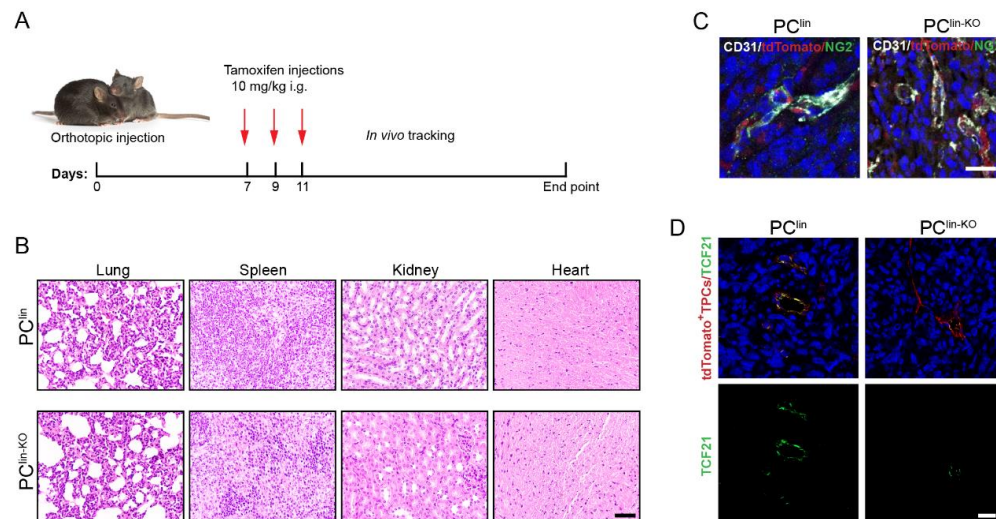 A
Tamoxifen injections
10 mg/kg i.g.
Orthotopic injection
In vivo tracking
Days:
0 7 9 11 End point
B
Lung Spleen Kidney Heart
PClin
PClin-KO
C
PClin PClin-KO
CD31/tdTomato/NG2 CD31/tdTomato/NG
D
PClin PClin-KO
tdTomato+TPCs/TCF21
TCF21